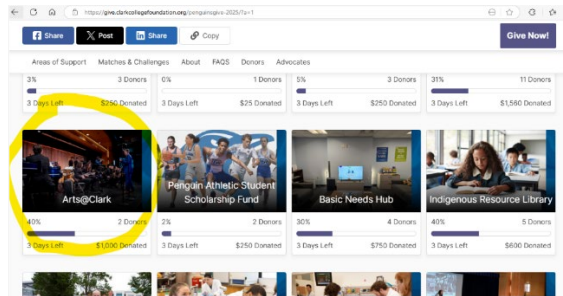 https://give.clarkcollegefoundation.org/penguinsgive-2025/?a=1
Share Post Share Copy Give Now!
Areas of Support Matches & Challenges About FAQS Donors Advocates
3% 3 Donors 0% 1 Donors 5% 3 Donors 31% 11 Donors
3 Days Left $250 Donated 3 Days Left $25 Donated 3 Days Left $250 Donated 3 Days Left $1,560 Donated
Arts@Clark
Penguin Athletic Student
Scholarship Fund
Basic Needs Hub
Indigenous Resource Library
40% 2 Donors 2% 2 Donors 30% 4 Donors 40% 5 Donors
3 Days Left $1,000 Donated 3 Days Left $250 Donated 3 Days Left $750 Donated 3 Days Left $600 Donated